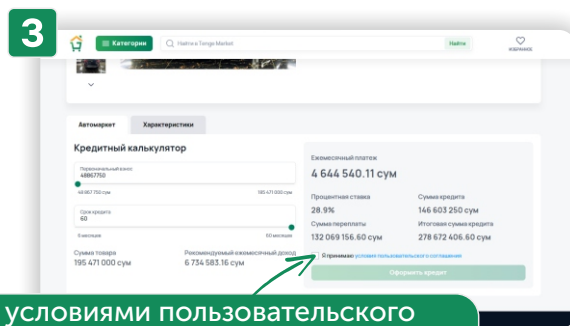 3
Категории
Найти в Tenge Market
Найти
ИЗБРАННОЕ
Автомаркет Характеристики
Кредитный калькулятор
Первоначальный взнос
48867750
48 867 750 сум 195 471 000 сум
Срок кредита
60
60 месяцев
Сумма товара Рекомендуемый ежемесячный доход
195 471 000 сум 6 734 583.16 сум
Ежемесячный платеж
4 644 540.11 сум
Процентная ставка Сумма кредита
28.9% 146 603 250 сум
Сумма переплаты Итоговая сумма кредита
132 069 156.60 сум 278 672 406.60 сум
Я принимаю условия пользовательского соглашения
Оформить кредит
условиями пользовательского